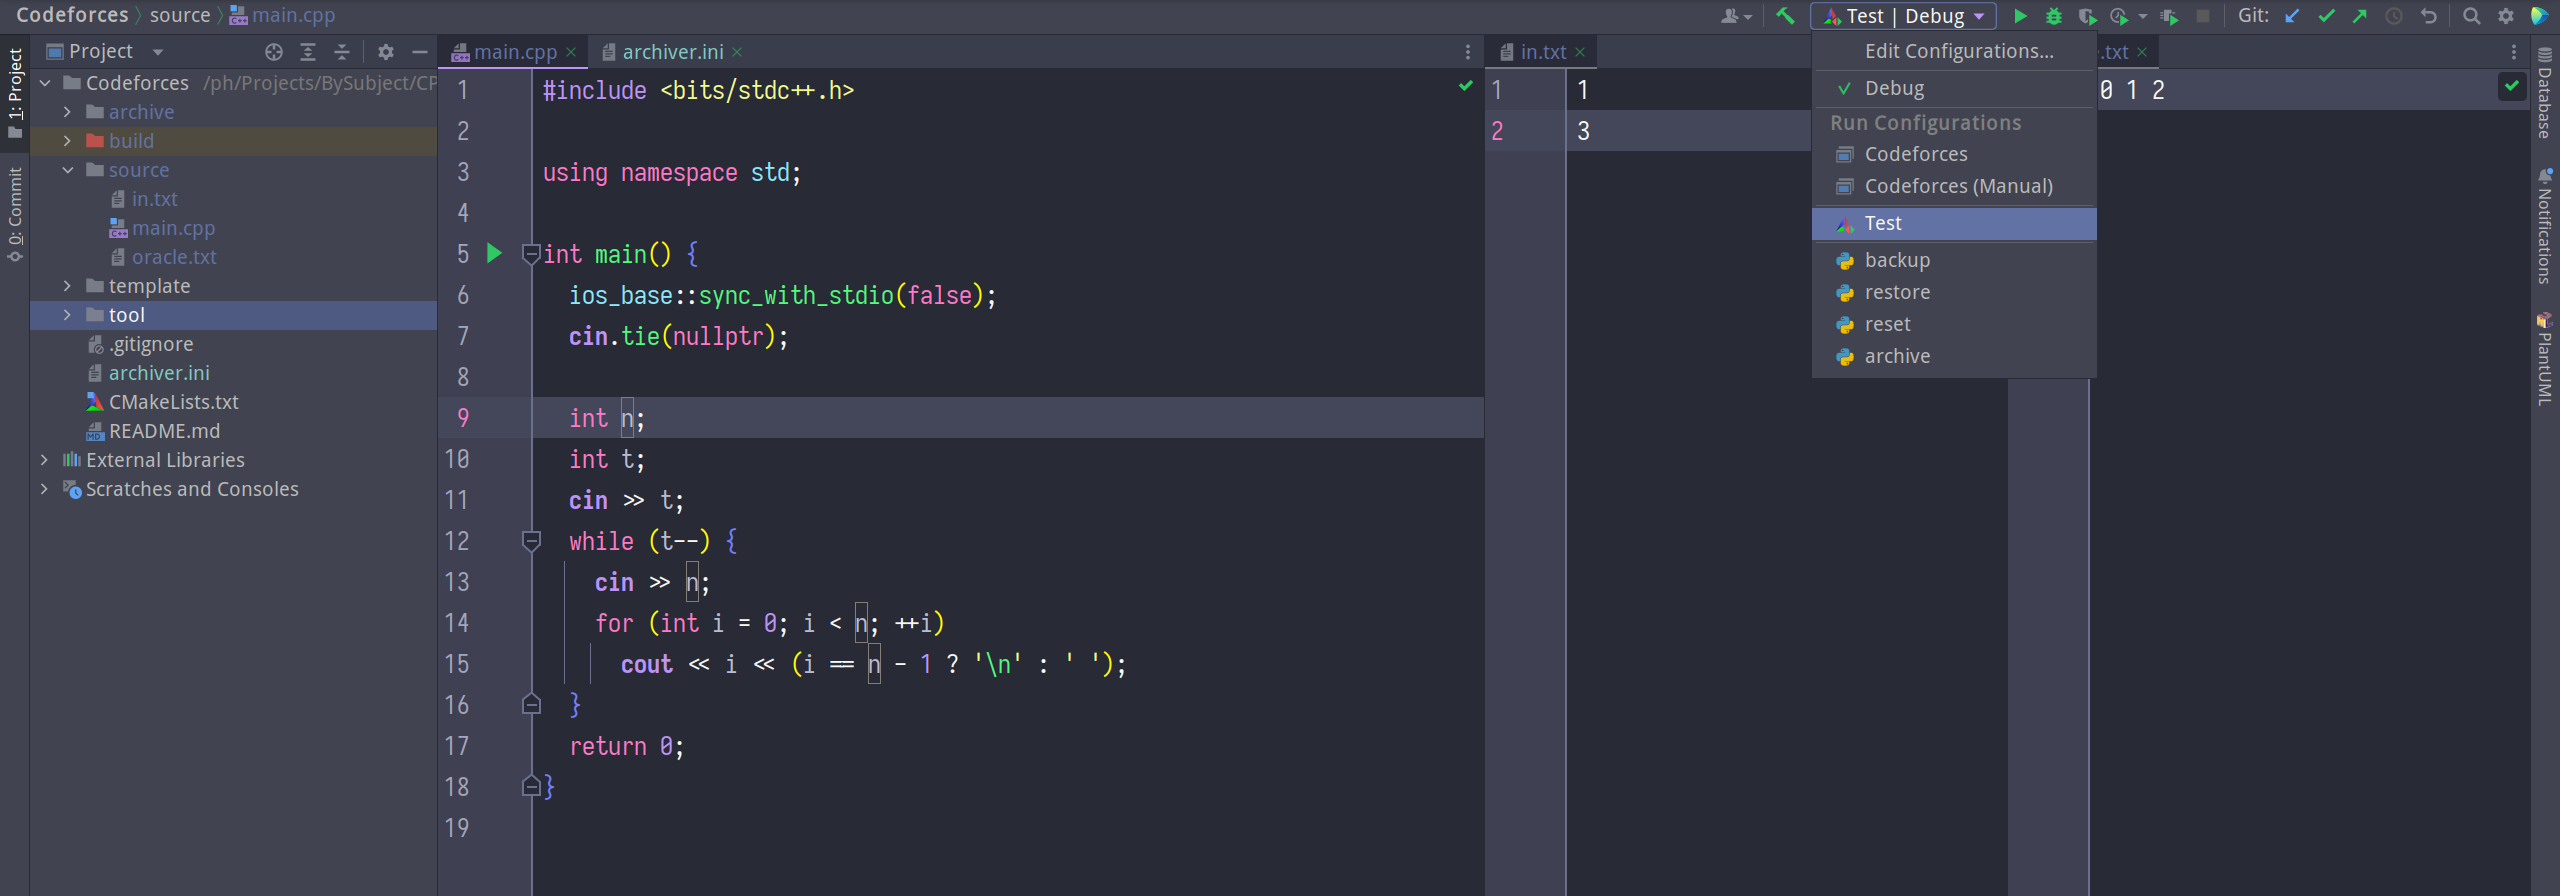 Codeforces source main.cpp
Test | Debug
Git:
1: Project
0: Commit
Project
Codeforces /ph/Projects/BySubject/CP
archive
build
source
in.txt
main.cpp
oracle.txt
template
tool
.gitignore
archiver.ini
CMakeLists.txt
README.md
External Libraries
Scratches and Consoles
main.cpp
archiver.ini
1 #include <bits/stdc++.h>
2
3 using namespace std;
4
5 int main() {
6 ios_base::sync_with_stdio(false);
7 cin.tie(nullptr);
8
9 int n;
10 int t;
11 cin >> t;
12 while (t--) {
13 cin >> n;
14 for (int i = 0; i < n; ++i)
15 cout << i << (i == n - 1 ? '\n' : ' ');
16 }
17 return 0;
18 }
19
in.txt
1 1
2 3
Edit Configurations...
Debug
Run Configurations
Codeforces
Codeforces (Manual)
Test
backup
restore
reset
archive
.txt
0 1 2
Database
Notifications
PlantUML